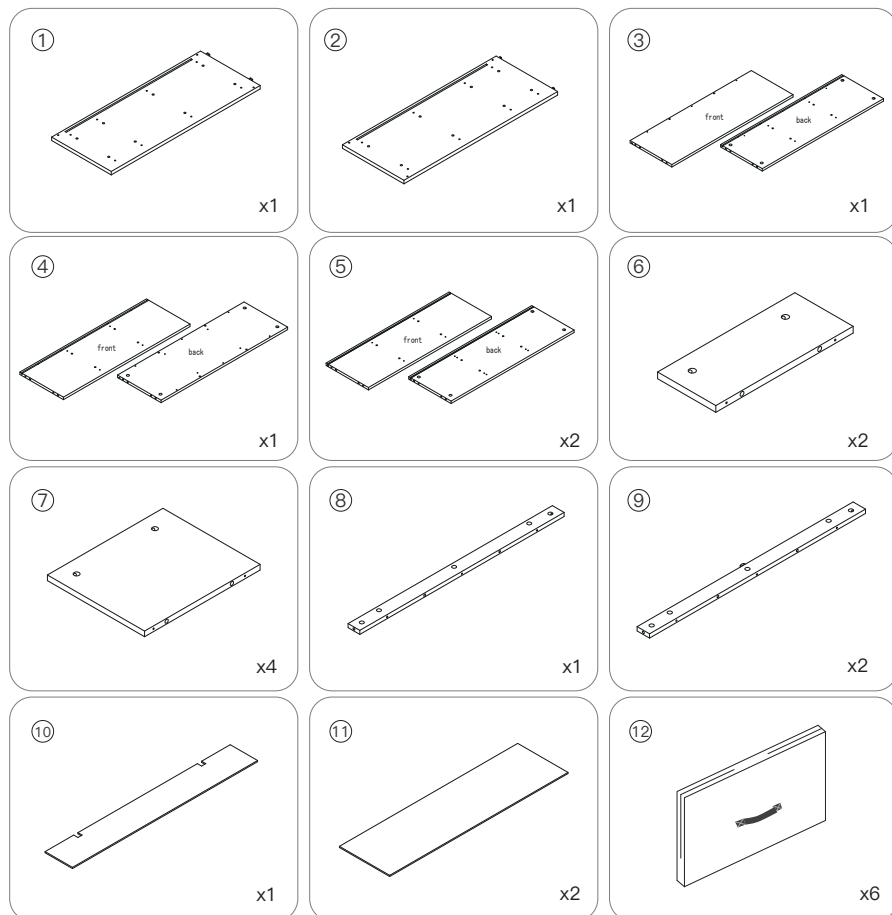 ① ② ③
front
back
x1 x1 x1
④ ⑤ ⑥
front
back
front
back
x1 x2 x2
⑦ ⑧ ⑨
x4 x1 x2
⑩ ⑪ ⑫
x1 x2 x6